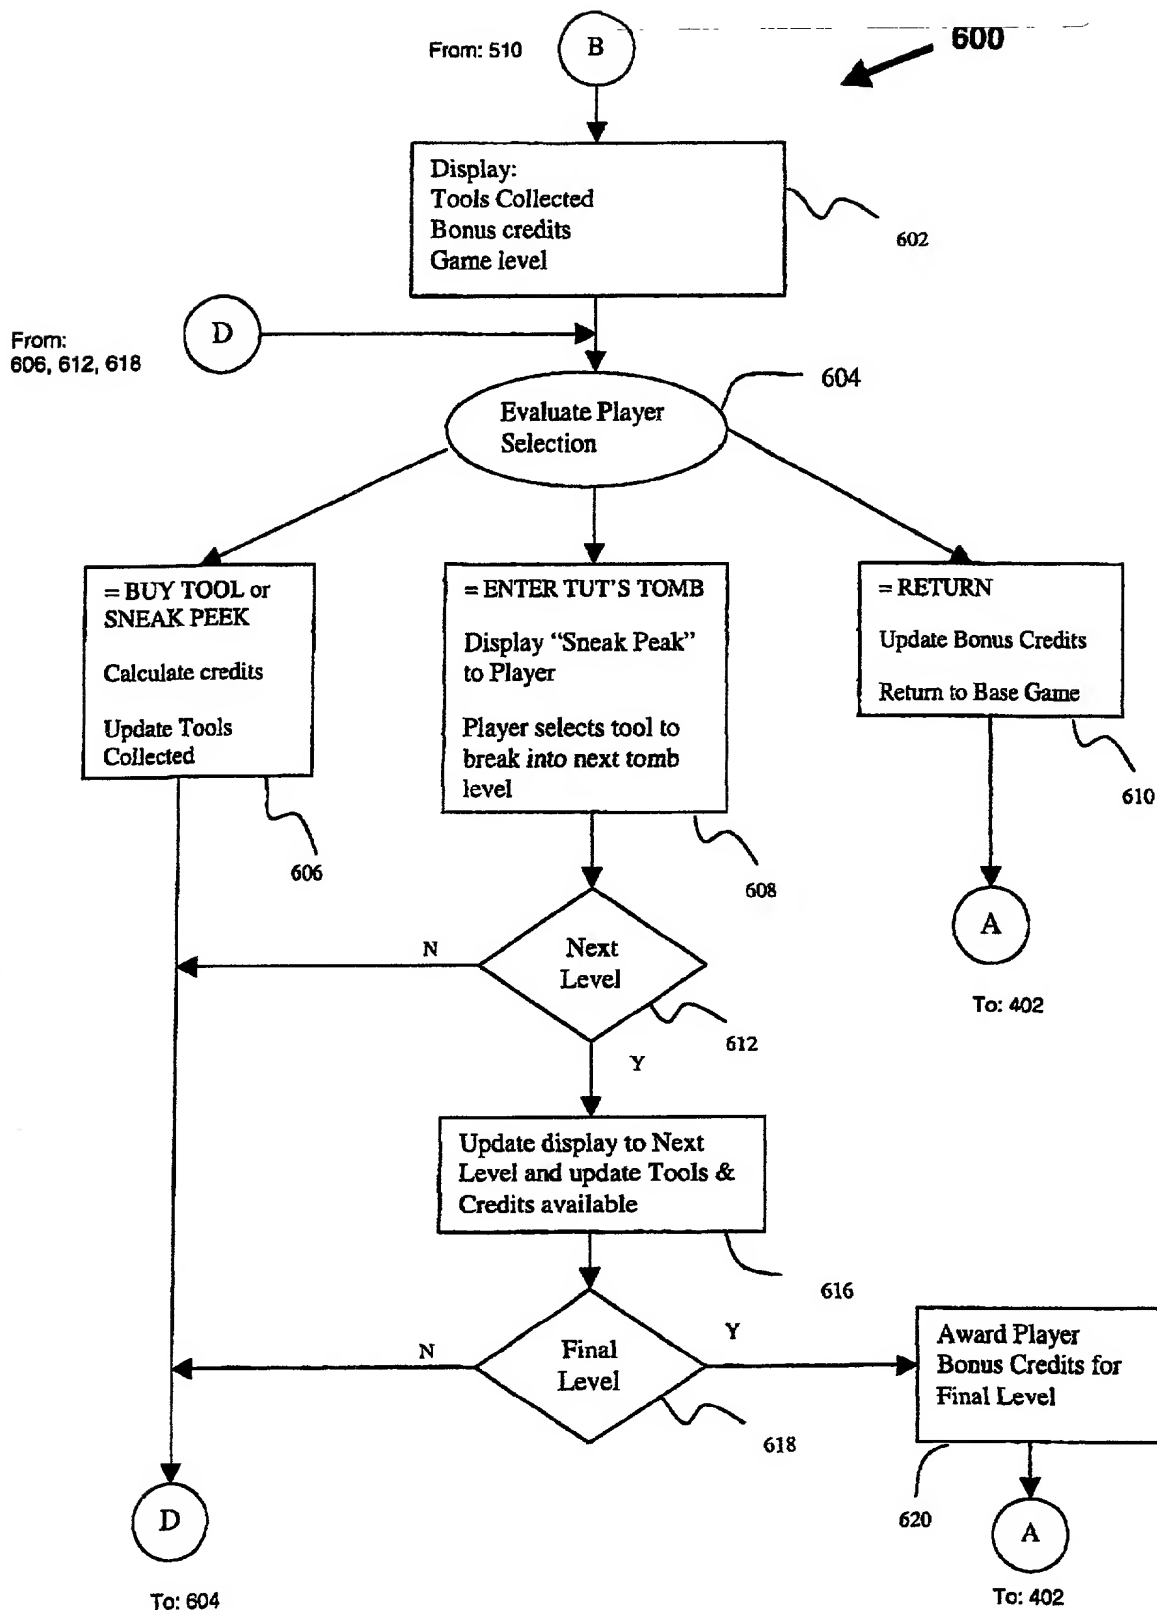 From: 510
B
600
Display:
Tools Collected
Bonus credits
Game level
602
From:
606, 612, 618
D
604
Evaluate Player
Selection
= BUY TOOL or
SNEAK PEEK
Calculate credits
Update Tools
Collected
606
= ENTER TUT'S TOMB
Display “Sneak Peak”
to Player
Player selects tool to
break into next tomb
level
608
= RETURN
Update Bonus Credits
Return to Base Game
610
A
To: 402
N
Next
Level
612
Y
Update display to Next
Level and update Tools &
Credits available
616
N
Final
Level
Y
618
Award Player
Bonus Credits for
Final Level
620
D
To: 604
A
To: 402